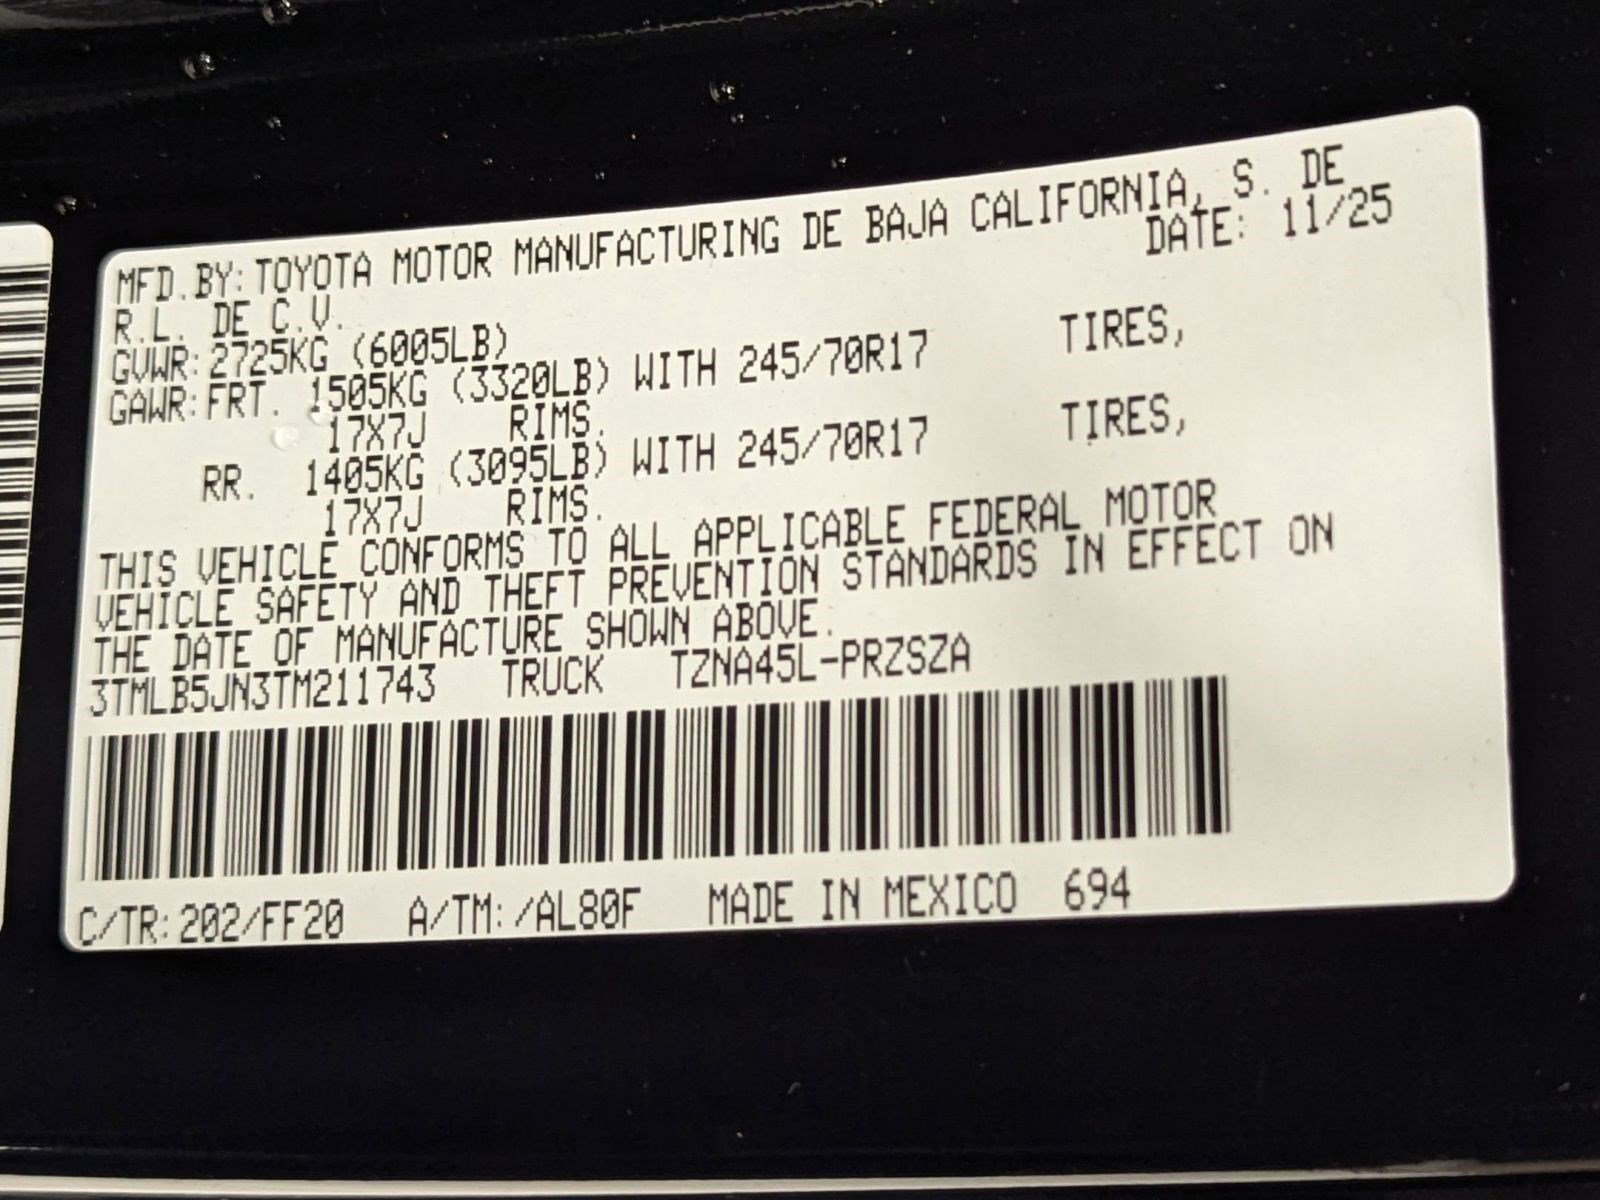 MFD.BY:TOYOTA MOTOR MANUFACTURING DE BAJA CALIFORNIA, S. DE
R.L. DE C.V. DATE: 11/25
GVWR:2725KG (6005LB)
GAWR:FRT. 1505KG (3320LB) WITH 245/70R17 TIRES,
17X7J RIMS.
RR. 1405KG (3095LB) WITH 245/70R17 TIRES,
17X7J RIMS.
THIS VEHICLE CONFORMS TO ALL APPLICABLE FEDERAL MOTOR
VEHICLE SAFETY AND THEFT PREVENTION STANDARDS IN EFFECT ON
THE DATE OF MANUFACTURE SHOWN ABOVE.
3TMLB5JN3TM211743 TRUCK TZNA45L-PRZSZA
C/TR:202/FF20 A/TM:/AL80F MADE IN MEXICO 694